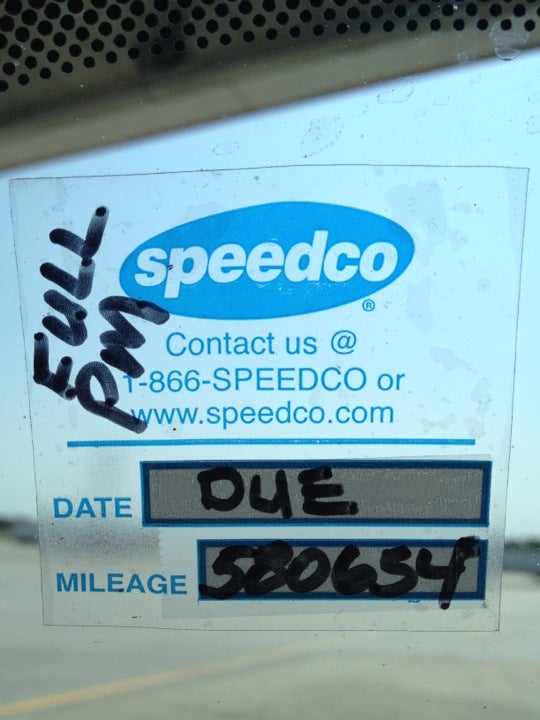 FULL
PM
speedco®
Contact us @
1-866-SPEEDCO or
www.speedco.com
DATE DUE
MILEAGE 580654